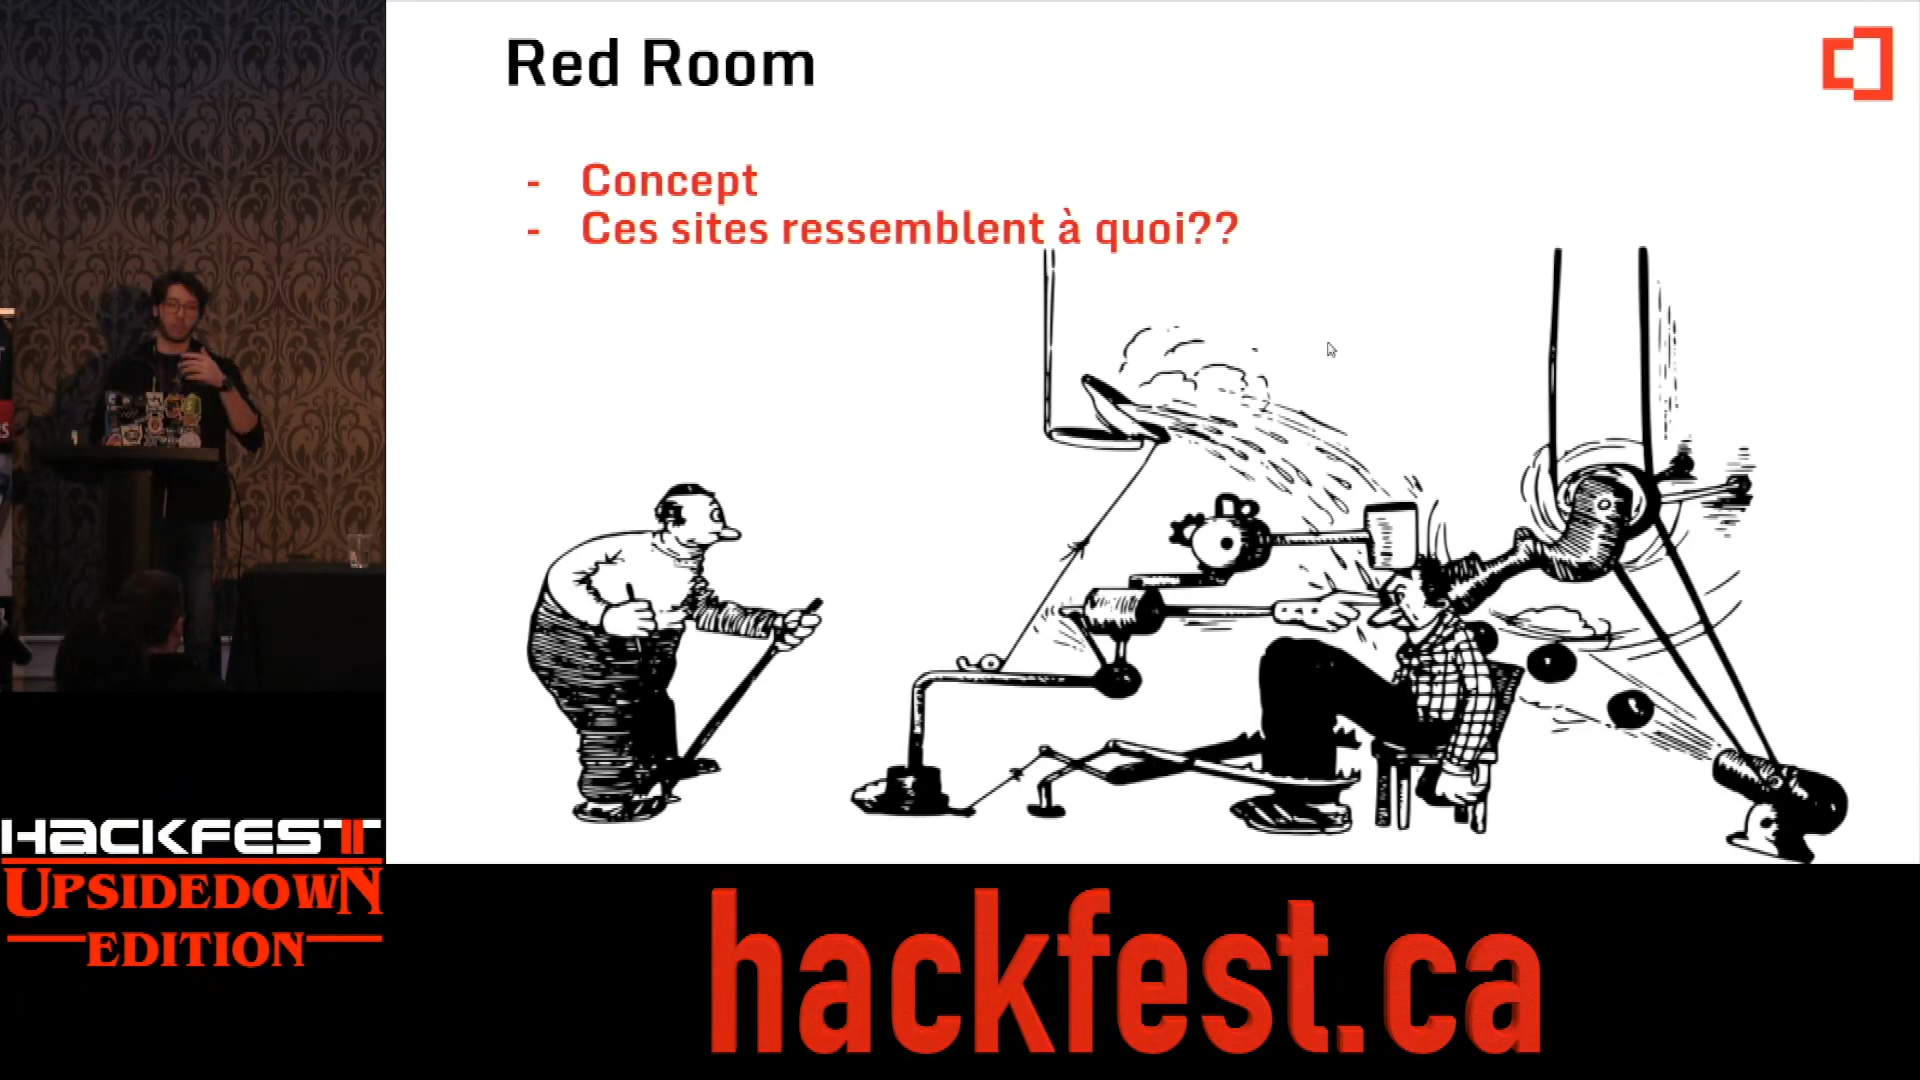 Red Room
- Concept
- Ces sites ressemblent à quoi??
HACKFEST
UPSIDEDOWN
EDITION
hackfest.ca